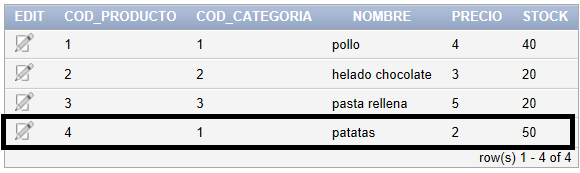 EDIT COD_PRODUCTO COD_CATEGORIA NOMBRE PRECIO STOCK
1 1 pollo 4 40
2 2 helado chocolate 3 20
3 3 pasta rellena 5 20
4 1 patatas 2 50
row(s) 1 - 4 of 4